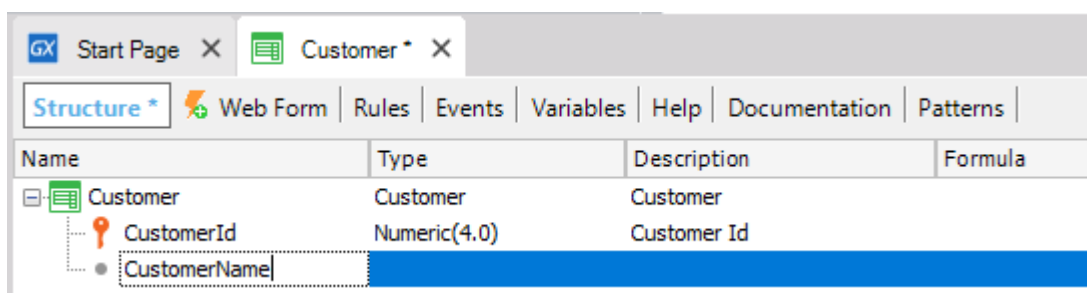 GX Start Page Customer *
Structure * Web Form Rules Events Variables Help Documentation Patterns
Name Type Description Formula
Customer Customer Customer
CustomerId Numeric(4.0) Customer Id
CustomerName